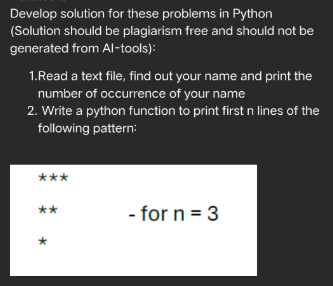 Develop solution for these problems in Python
(Solution should be plagiarism free and should not be
generated from AI-tools):
1.Read a text file, find out your name and print the
number of occurrence of your name
2. Write a python function to print first n lines of the
following pattern:
***
** - for n = 3
*